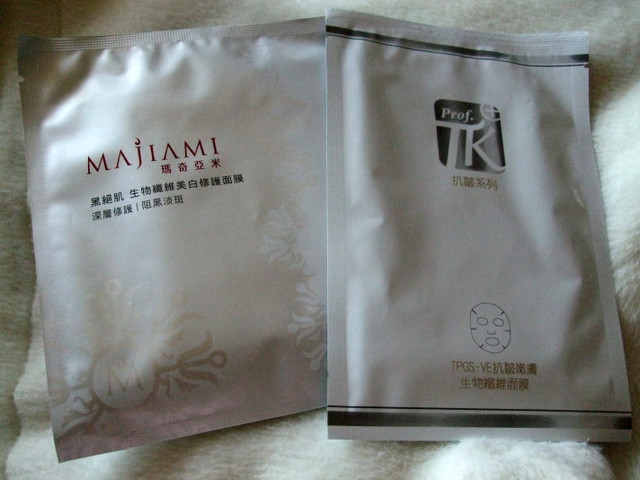 MAJIAMI
瑪奇亞米
黑絕肌 生物纖維美白修護面膜
深層修護 | 阻黑淡斑
M
Prof.
TK
抗皺系列
TPGS-VE抗皺嫩膚
生物纖維面膜